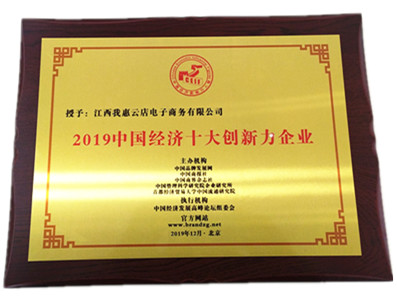 授予：江西我惠云店电子商务有限公司
2019中国经济十大创新力企业
主办机构
中国品牌发展网
中国商报社
中国商界杂志社
中国管理科学研究院企业研究所
首都经济贸易大学中国流通研究院
执行机构
中国经济发展高峰论坛组委会
官方网站
www.brandzg.net
2019年12月·北京